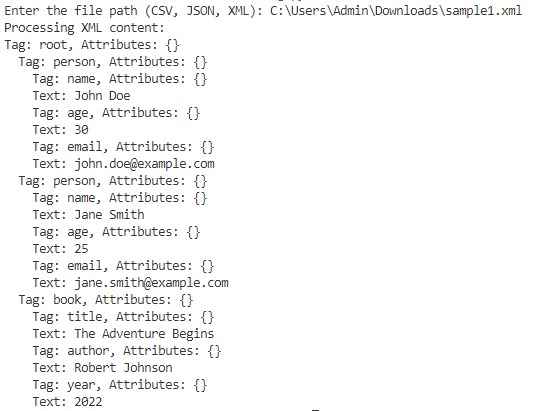 Enter the file path (CSV, JSON, XML): C:\Users\Admin\Downloads\sample1.xml
Processing XML content:
Tag: root, Attributes: {}
  Tag: person, Attributes: {}
    Tag: name, Attributes: {}
    Text: John Doe
    Tag: age, Attributes: {}
    Text: 30
    Tag: email, Attributes: {}
    Text: john.doe@example.com
  Tag: person, Attributes: {}
    Tag: name, Attributes: {}
    Text: Jane Smith
    Tag: age, Attributes: {}
    Text: 25
    Tag: email, Attributes: {}
    Text: jane.smith@example.com
  Tag: book, Attributes: {}
    Tag: title, Attributes: {}
    Text: The Adventure Begins
    Tag: author, Attributes: {}
    Text: Robert Johnson
    Tag: year, Attributes: {}
    Text: 2022